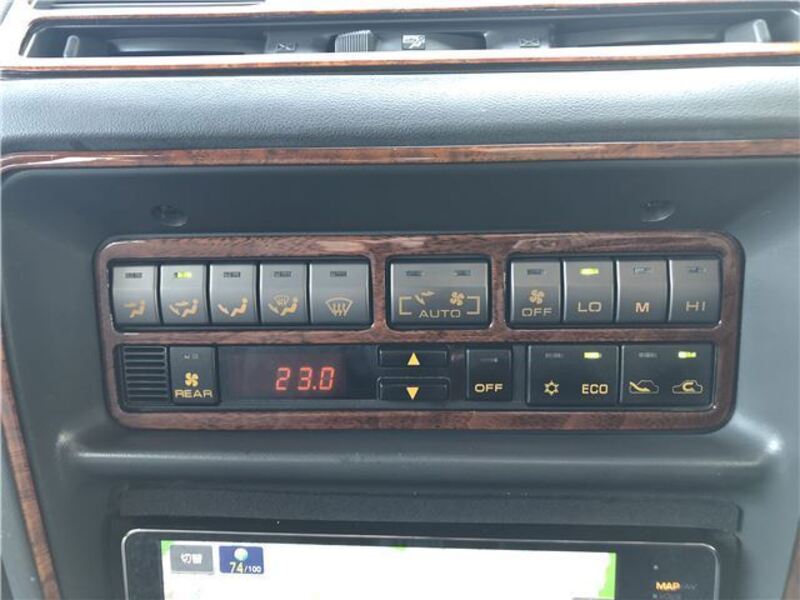 AUTO
OFF LO M HI
REAR 23.0 OFF ECO
切替 74/100 MAP